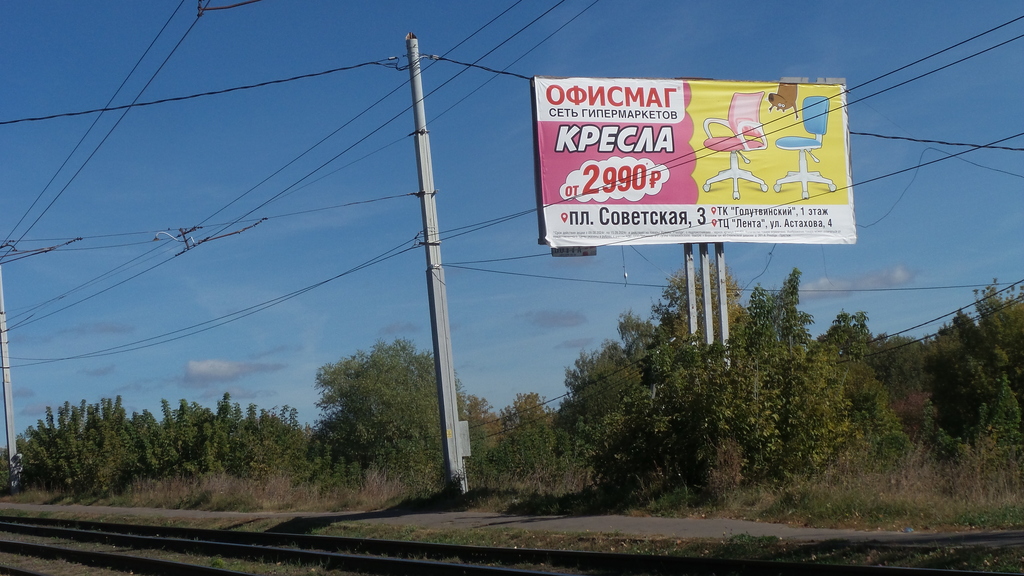 ОФИСМАГ
СЕТЬ ГИПЕРМАРКЕТОВ
КРЕСЛА
от 2 990 ₽
пл. Советская, 3
ТК "Голутвинский", 1 этаж
ТЦ "Лента", ул. Астахова, 4